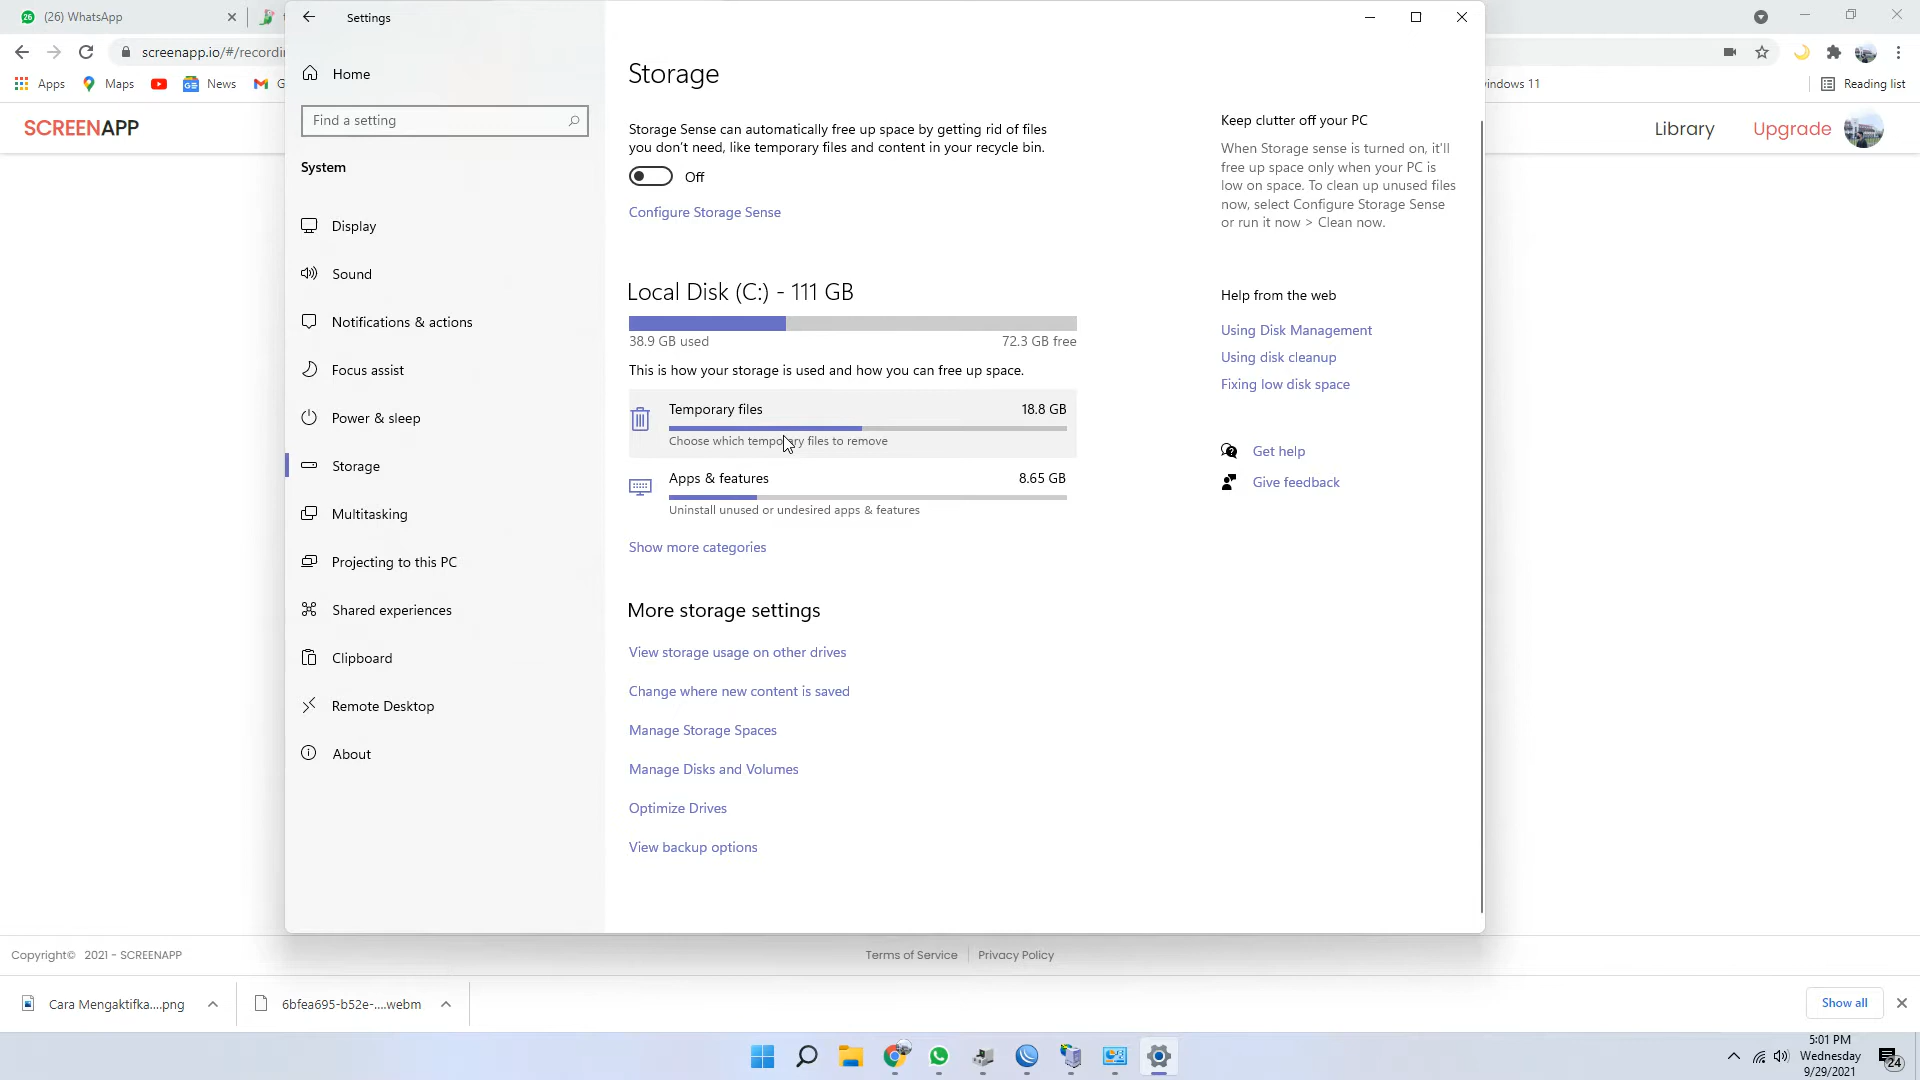 (26) WhatsApp
Settings
screenapp.io/#/recordi
Apps
Maps
News
G
indows 11
Reading list
SCREENAPP
Library
Upgrade
Home
Find a setting
System
Display
Sound
Notifications & actions
Focus assist
Power & sleep
Storage
Multitasking
Projecting to this PC
Shared experiences
Clipboard
Remote Desktop
About
Storage
Storage Sense can automatically free up space by getting rid of files
you don't need, like temporary files and content in your recycle bin.
Off
Configure Storage Sense
Local Disk (C:) - 111 GB
38.9 GB used
72.3 GB free
This is how your storage is used and how you can free up space.
Temporary files
18.8 GB
Choose which temporary files to remove
Apps & features
8.65 GB
Uninstall unused or undesired apps & features
Show more categories
More storage settings
View storage usage on other drives
Change where new content is saved
Manage Storage Spaces
Manage Disks and Volumes
Optimize Drives
View backup options
Keep clutter off your PC
When Storage sense is turned on, it'll
free up space only when your PC is
low on space. To clean up unused files
now, select Configure Storage Sense
or run it now > Clean now.
Help from the web
Using Disk Management
Using disk cleanup
Fixing low disk space
Get help
Give feedback
Copyright© 2021 - SCREENAPP
Terms of Service
Privacy Policy
Cara Mengaktifka....png
6bfea695-b52e-....webm
Show all
5:01 PM
Wednesday
9/29/2021
24